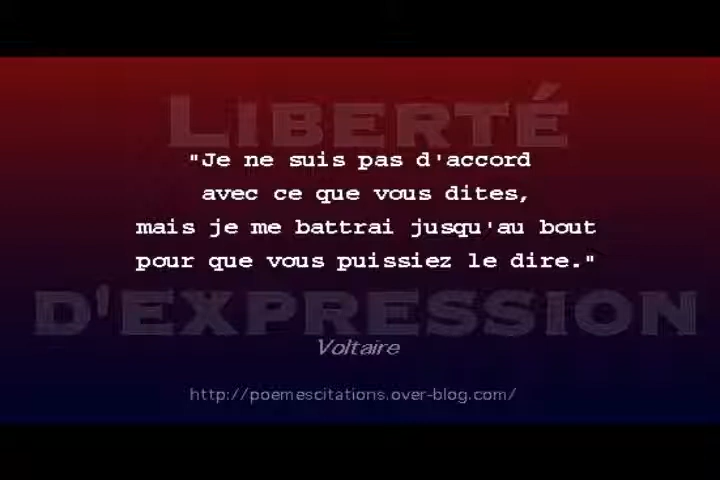 LIBERTÉ
"Je ne suis pas d'accord
avec ce que vous dites,
mais je me battrai jusqu'au bout
pour que vous puissiez le dire."
D'EXPRESSION
Voltaire
http://poemescitations.over-blog.com/